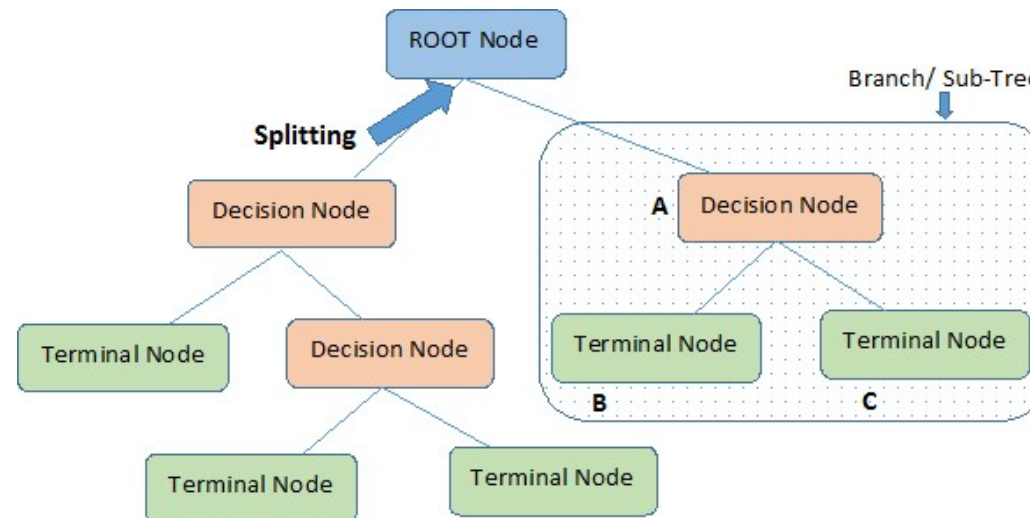 ROOT Node
Branch/ Sub-Tree
Splitting
Decision Node
A
Decision Node
Terminal Node
Decision Node
Terminal Node
Terminal Node
B
C
Terminal Node
Terminal Node